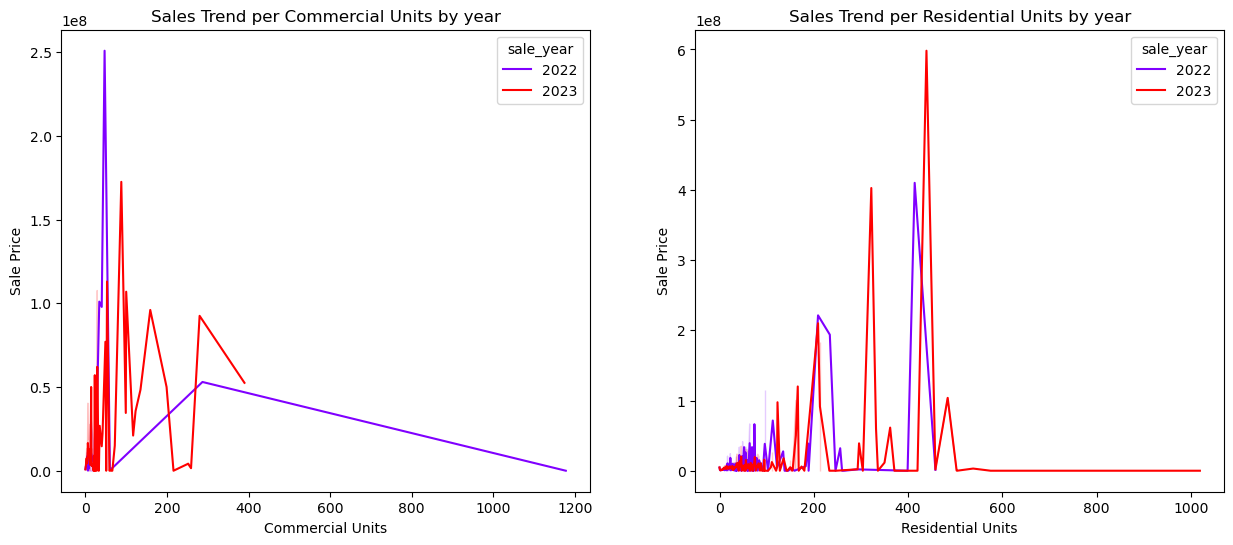 Sales Trend per Commercial Units by year
1e8
Sale Price
2.5
2.0
1.5
1.0
0.5
0.0
0 200 400 600 800 1000 1200
Commercial Units
sale_year
2022
2023
Sales Trend per Residential Units by year
1e8
Sale Price
6
5
4
3
2
1
0
0 200 400 600 800 1000
Residential Units
sale_year
2022
2023